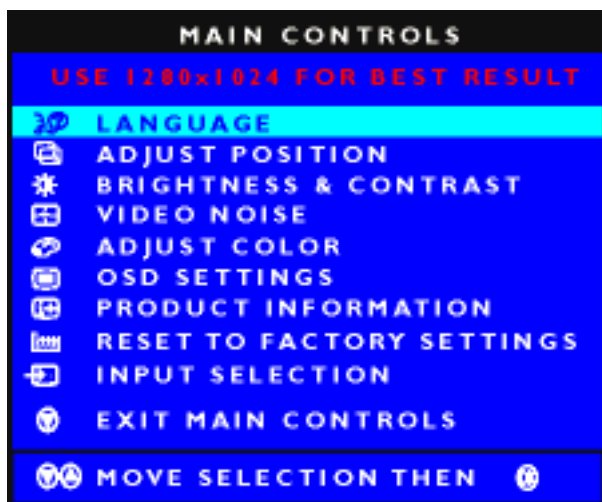 MAIN CONTROLS
USE 1280x1024 FOR BEST RESULT
LANGUAGE
ADJUST POSITION
BRIGHTNESS & CONTRAST
VIDEO NOISE
ADJUST COLOR
OSD SETTINGS
PRODUCT INFORMATION
RESET TO FACTORY SETTINGS
INPUT SELECTION
EXIT MAIN CONTROLS
MOVE SELECTION THEN